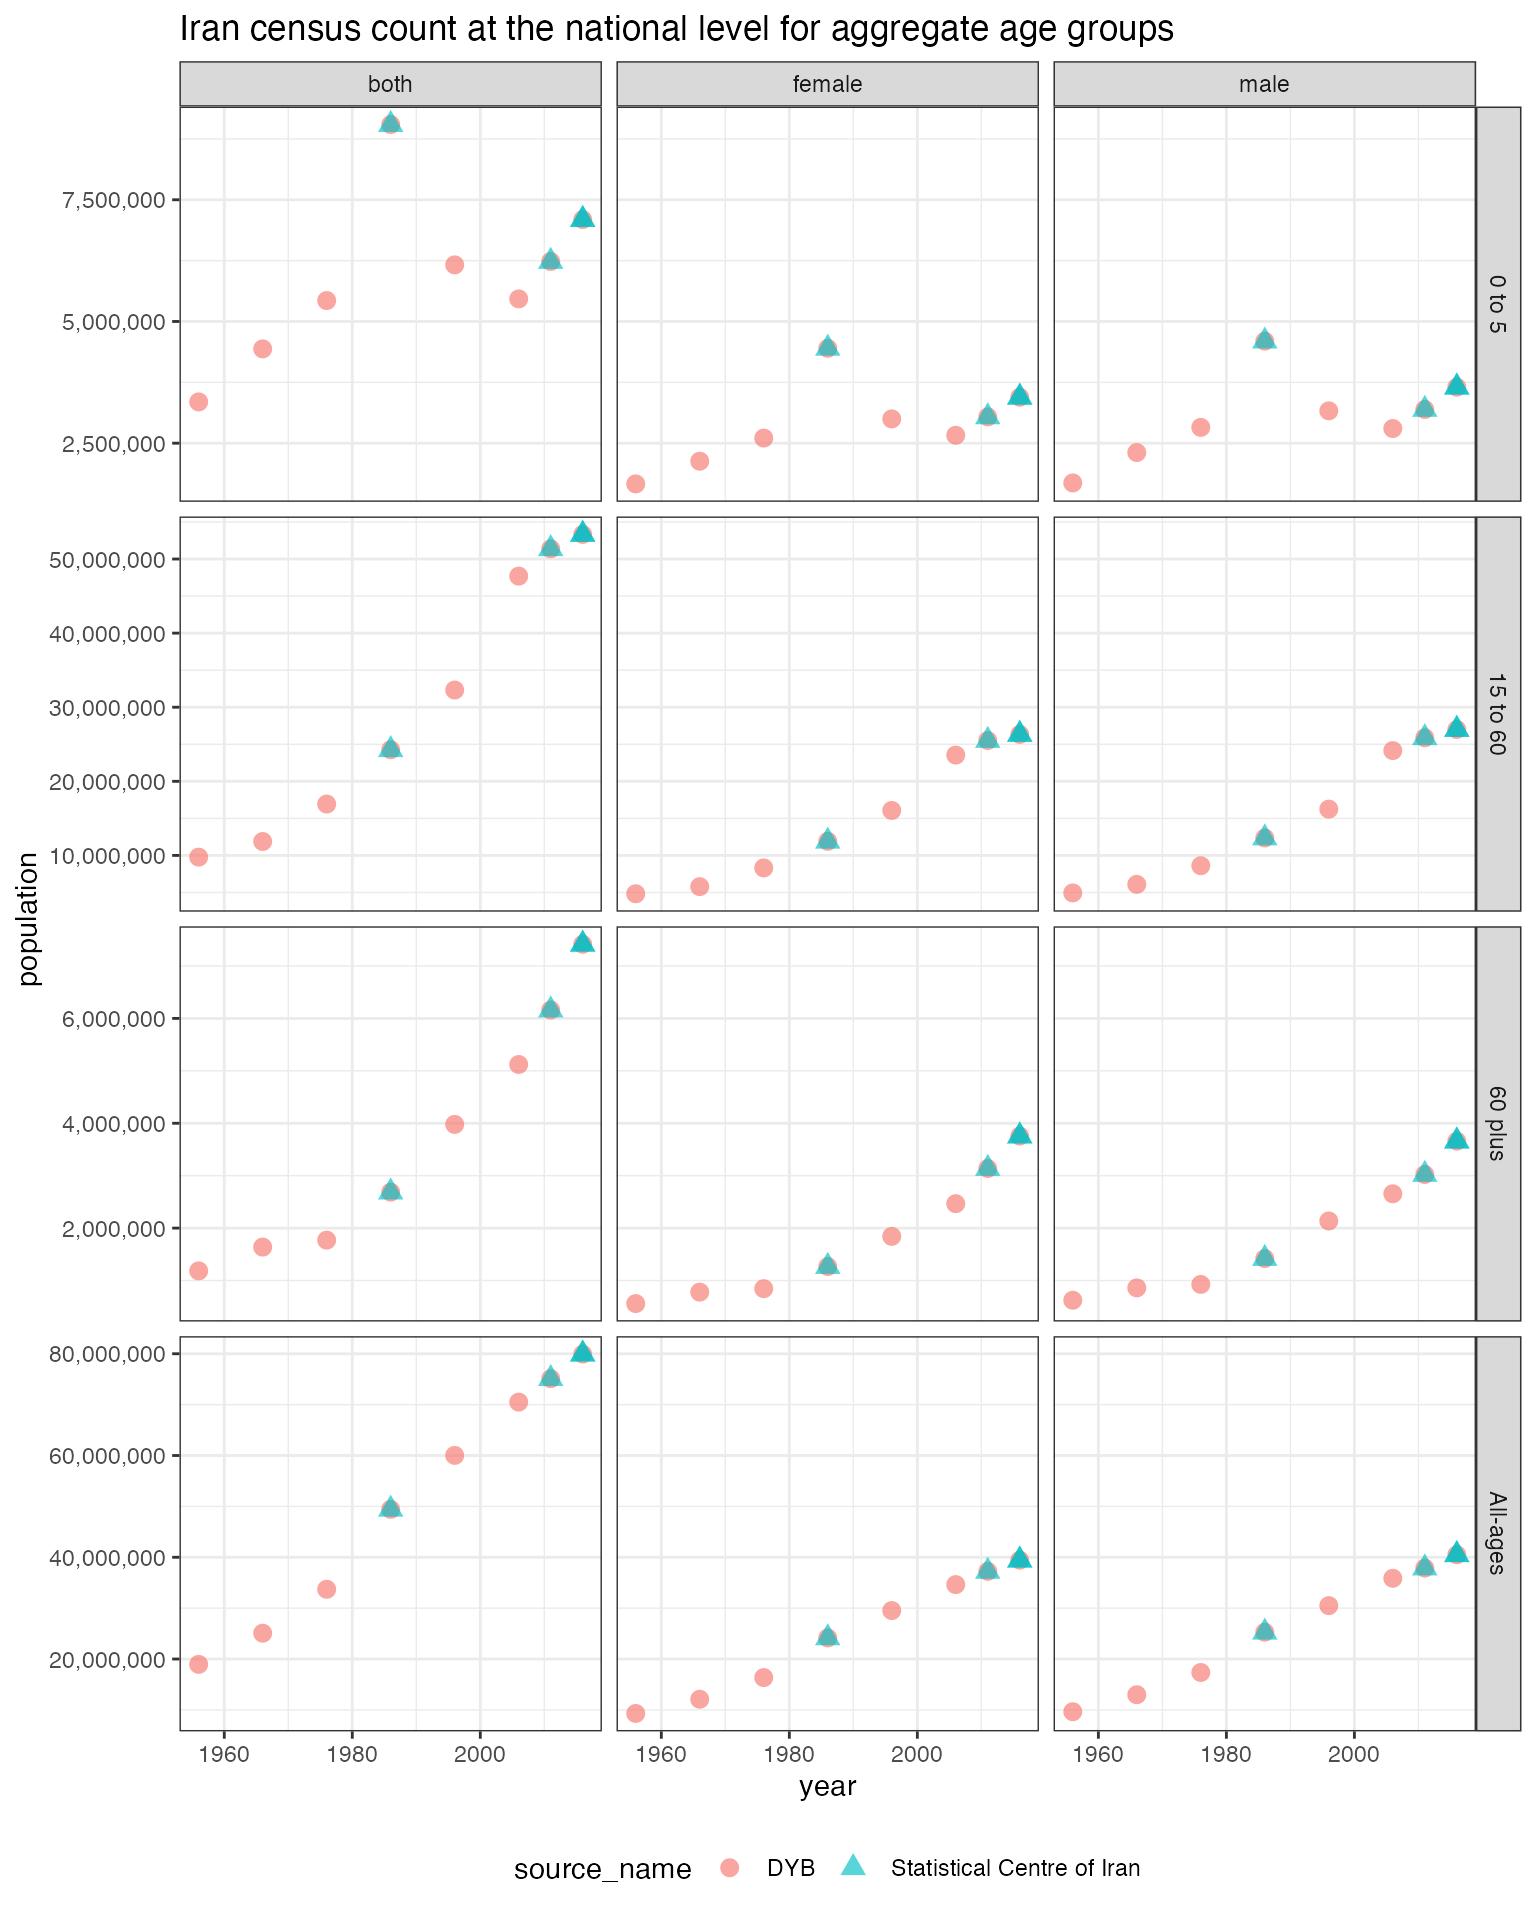 Iran census count at the national level for aggregate age groups
both
female
male
7,500,000
5,000,000
2,500,000
0 to 5
50,000,000
40,000,000
30,000,000
20,000,000
10,000,000
15 to 60
population
6,000,000
4,000,000
2,000,000
60 plus
80,000,000
60,000,000
40,000,000
20,000,000
All-ages
1960 1980 2000
1960 1980 2000
1960 1980 2000
year
source_name DYB Statistical Centre of Iran